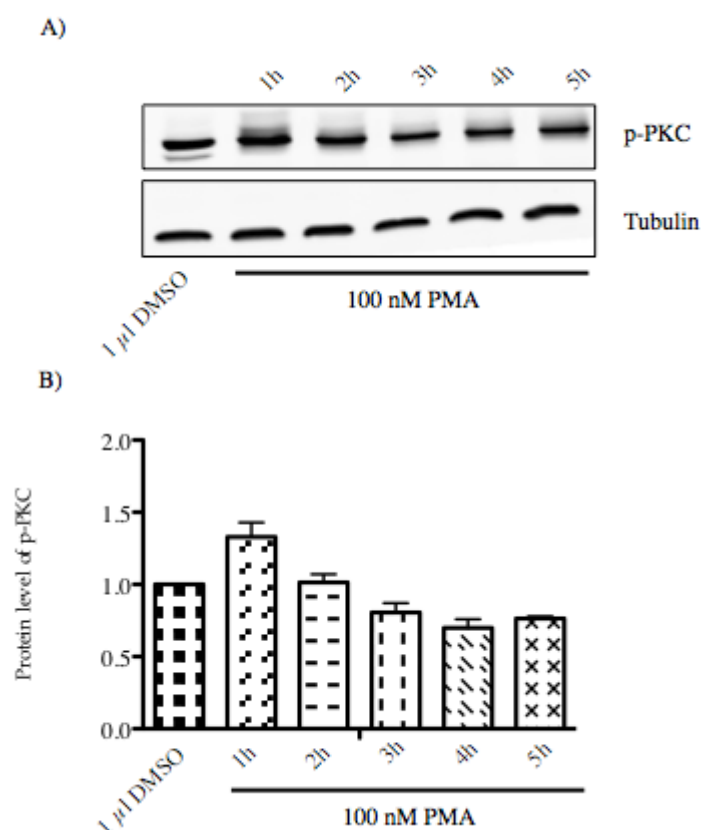 A)
1h 2h 3h 4h 5h
p-PKC
Tubulin
1 µl DMSO
100 nM PMA
B)
Protein level of p-PKC
2.0
1.5
1.0
0.5
0.0
1 µl DMSO
1h 2h 3h 4h 5h
100 nM PMA